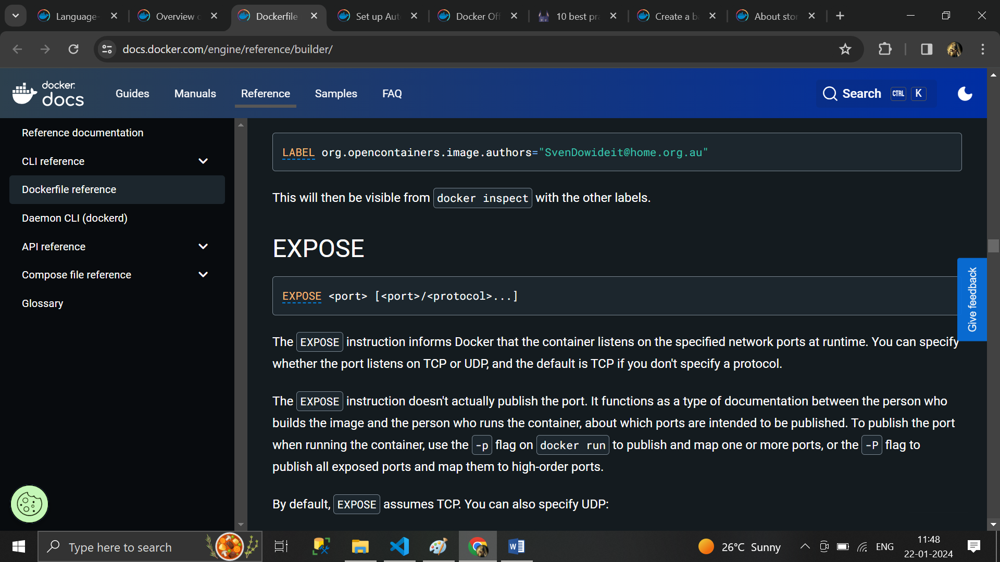 Language-
Overview c
Dockerfile
Set up Aut
Docker Off
10 best pra
Create a ba
About stor
docs.docker.com/engine/reference/builder/
docker
docs
Guides
Manuals
Reference
Samples
FAQ
Search
CTRL
K
Reference documentation
CLI reference
Dockerfile reference
Daemon CLI (dockerd)
API reference
Compose file reference
Glossary
LABEL org.opencontainers.image.authors="SvenDowideit@home.org.au"
This will then be visible from docker inspect with the other labels.
EXPOSE
EXPOSE <port> [<port>/<protocol>...]
The EXPOSE instruction informs Docker that the container listens on the specified network ports at runtime. You can specify
whether the port listens on TCP or UDP, and the default is TCP if you don't specify a protocol.
The EXPOSE instruction doesn't actually publish the port. It functions as a type of documentation between the person who
builds the image and the person who runs the container, about which ports are intended to be published. To publish the port
when running the container, use the -p flag on docker run to publish and map one or more ports, or the -P flag to
publish all exposed ports and map them to high-order ports.
By default, EXPOSE assumes TCP. You can also specify UDP:
Give feedback
Type here to search
26°C Sunny
ENG
11:48
22-01-2024